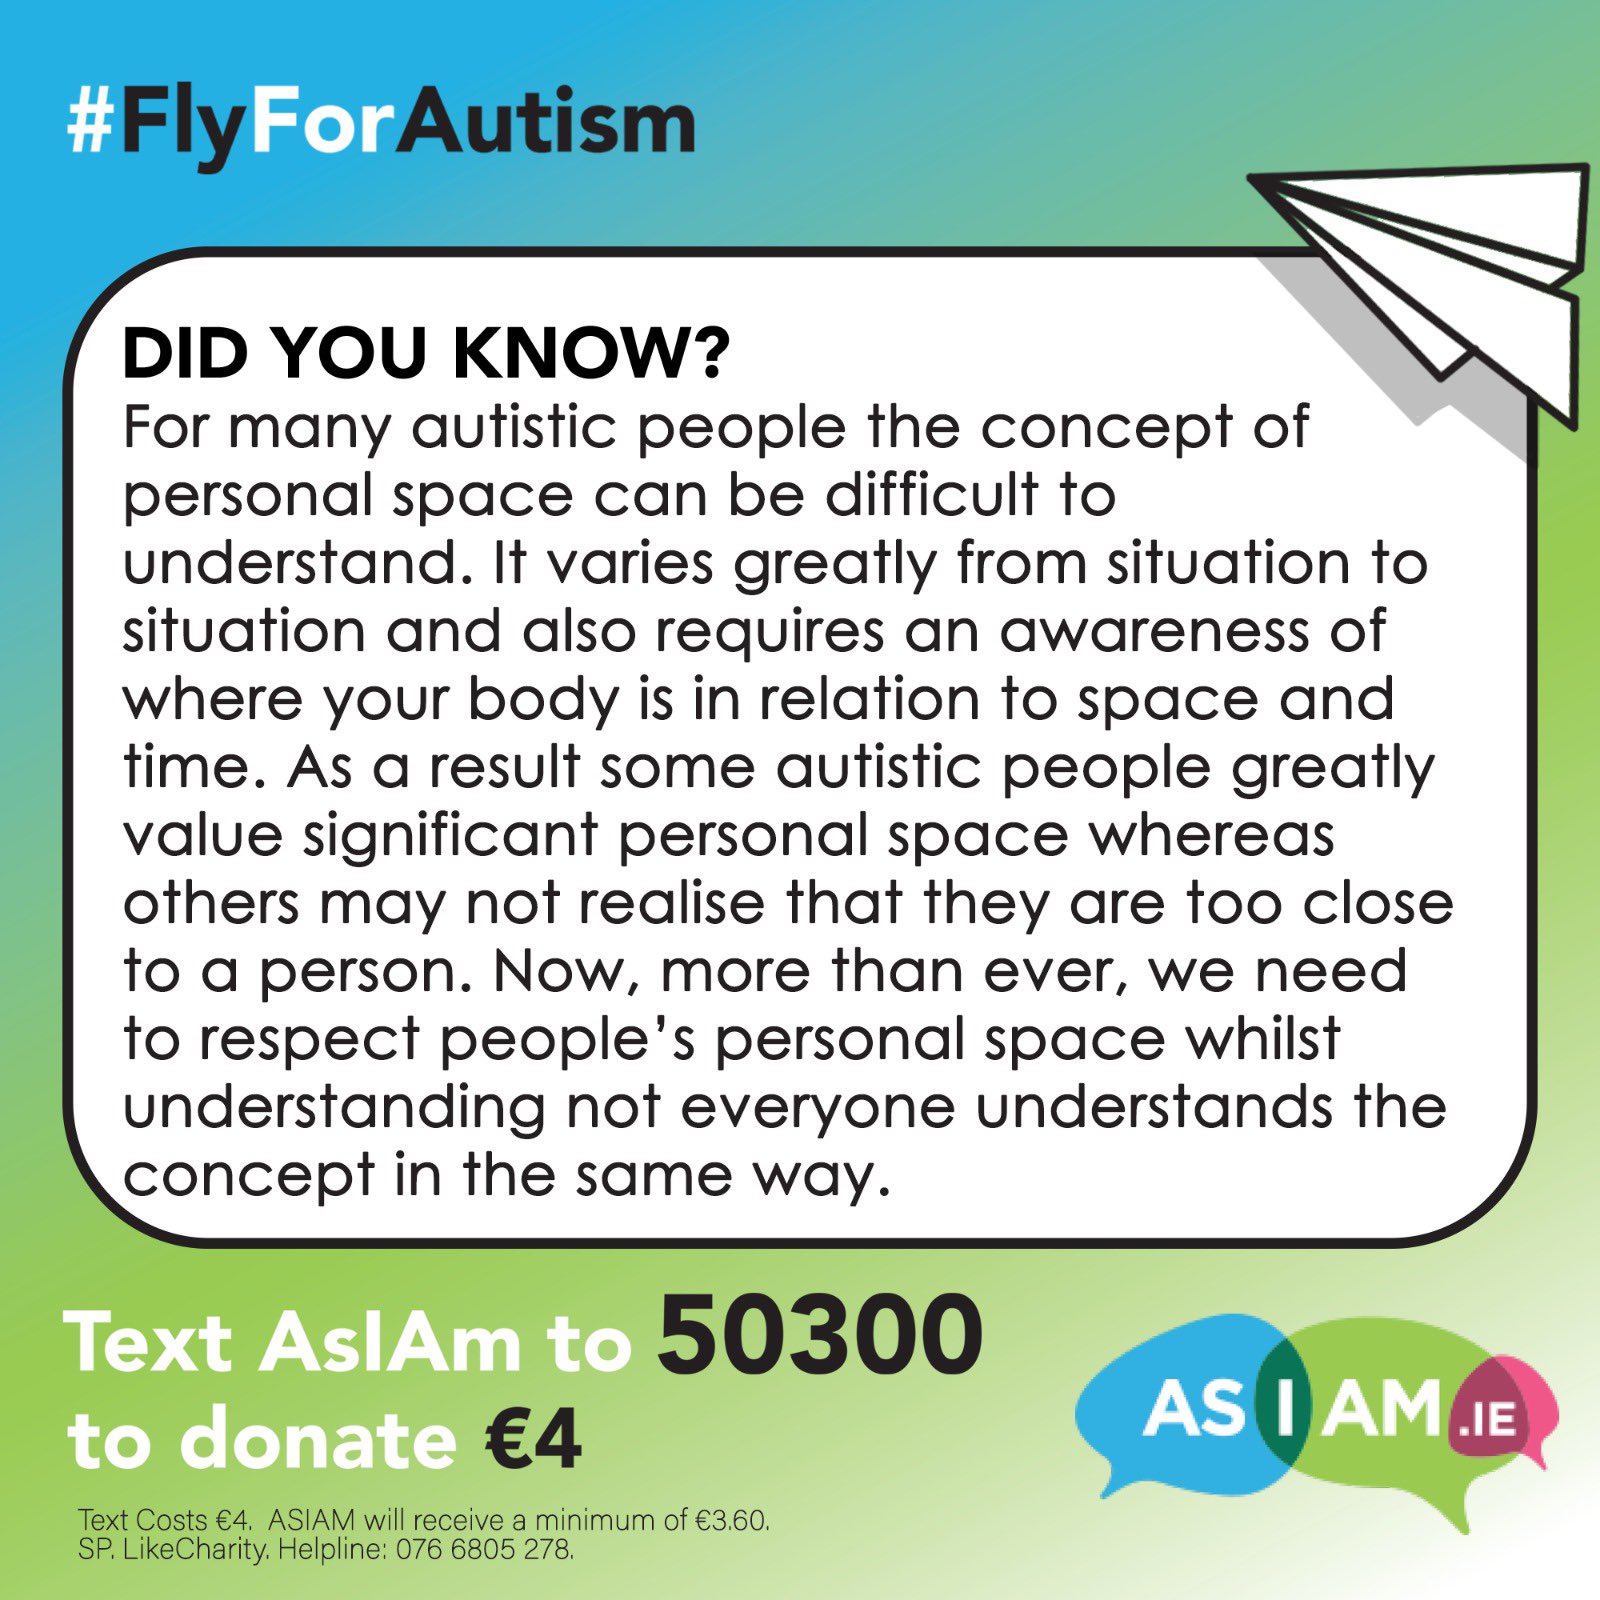 #FlyForAutism
DID YOU KNOW?
For many autistic people the concept of
personal space can be difficult to
understand. It varies greatly from situation to
situation and also requires an awareness of
where your body is in relation to space and
time. As a result some autistic people greatly
value significant personal space whereas
others may not realise that they are too close
to a person. Now, more than ever, we need
to respect people’s personal space whilst
understanding not everyone understands the
concept in the same way.
Text AsIAm to 50300
to donate €4
AS I AM.IE
Text Costs €4. ASIAM will receive a minimum of €3.60.
SP. LikeCharity. Helpline: 076 6805 278.